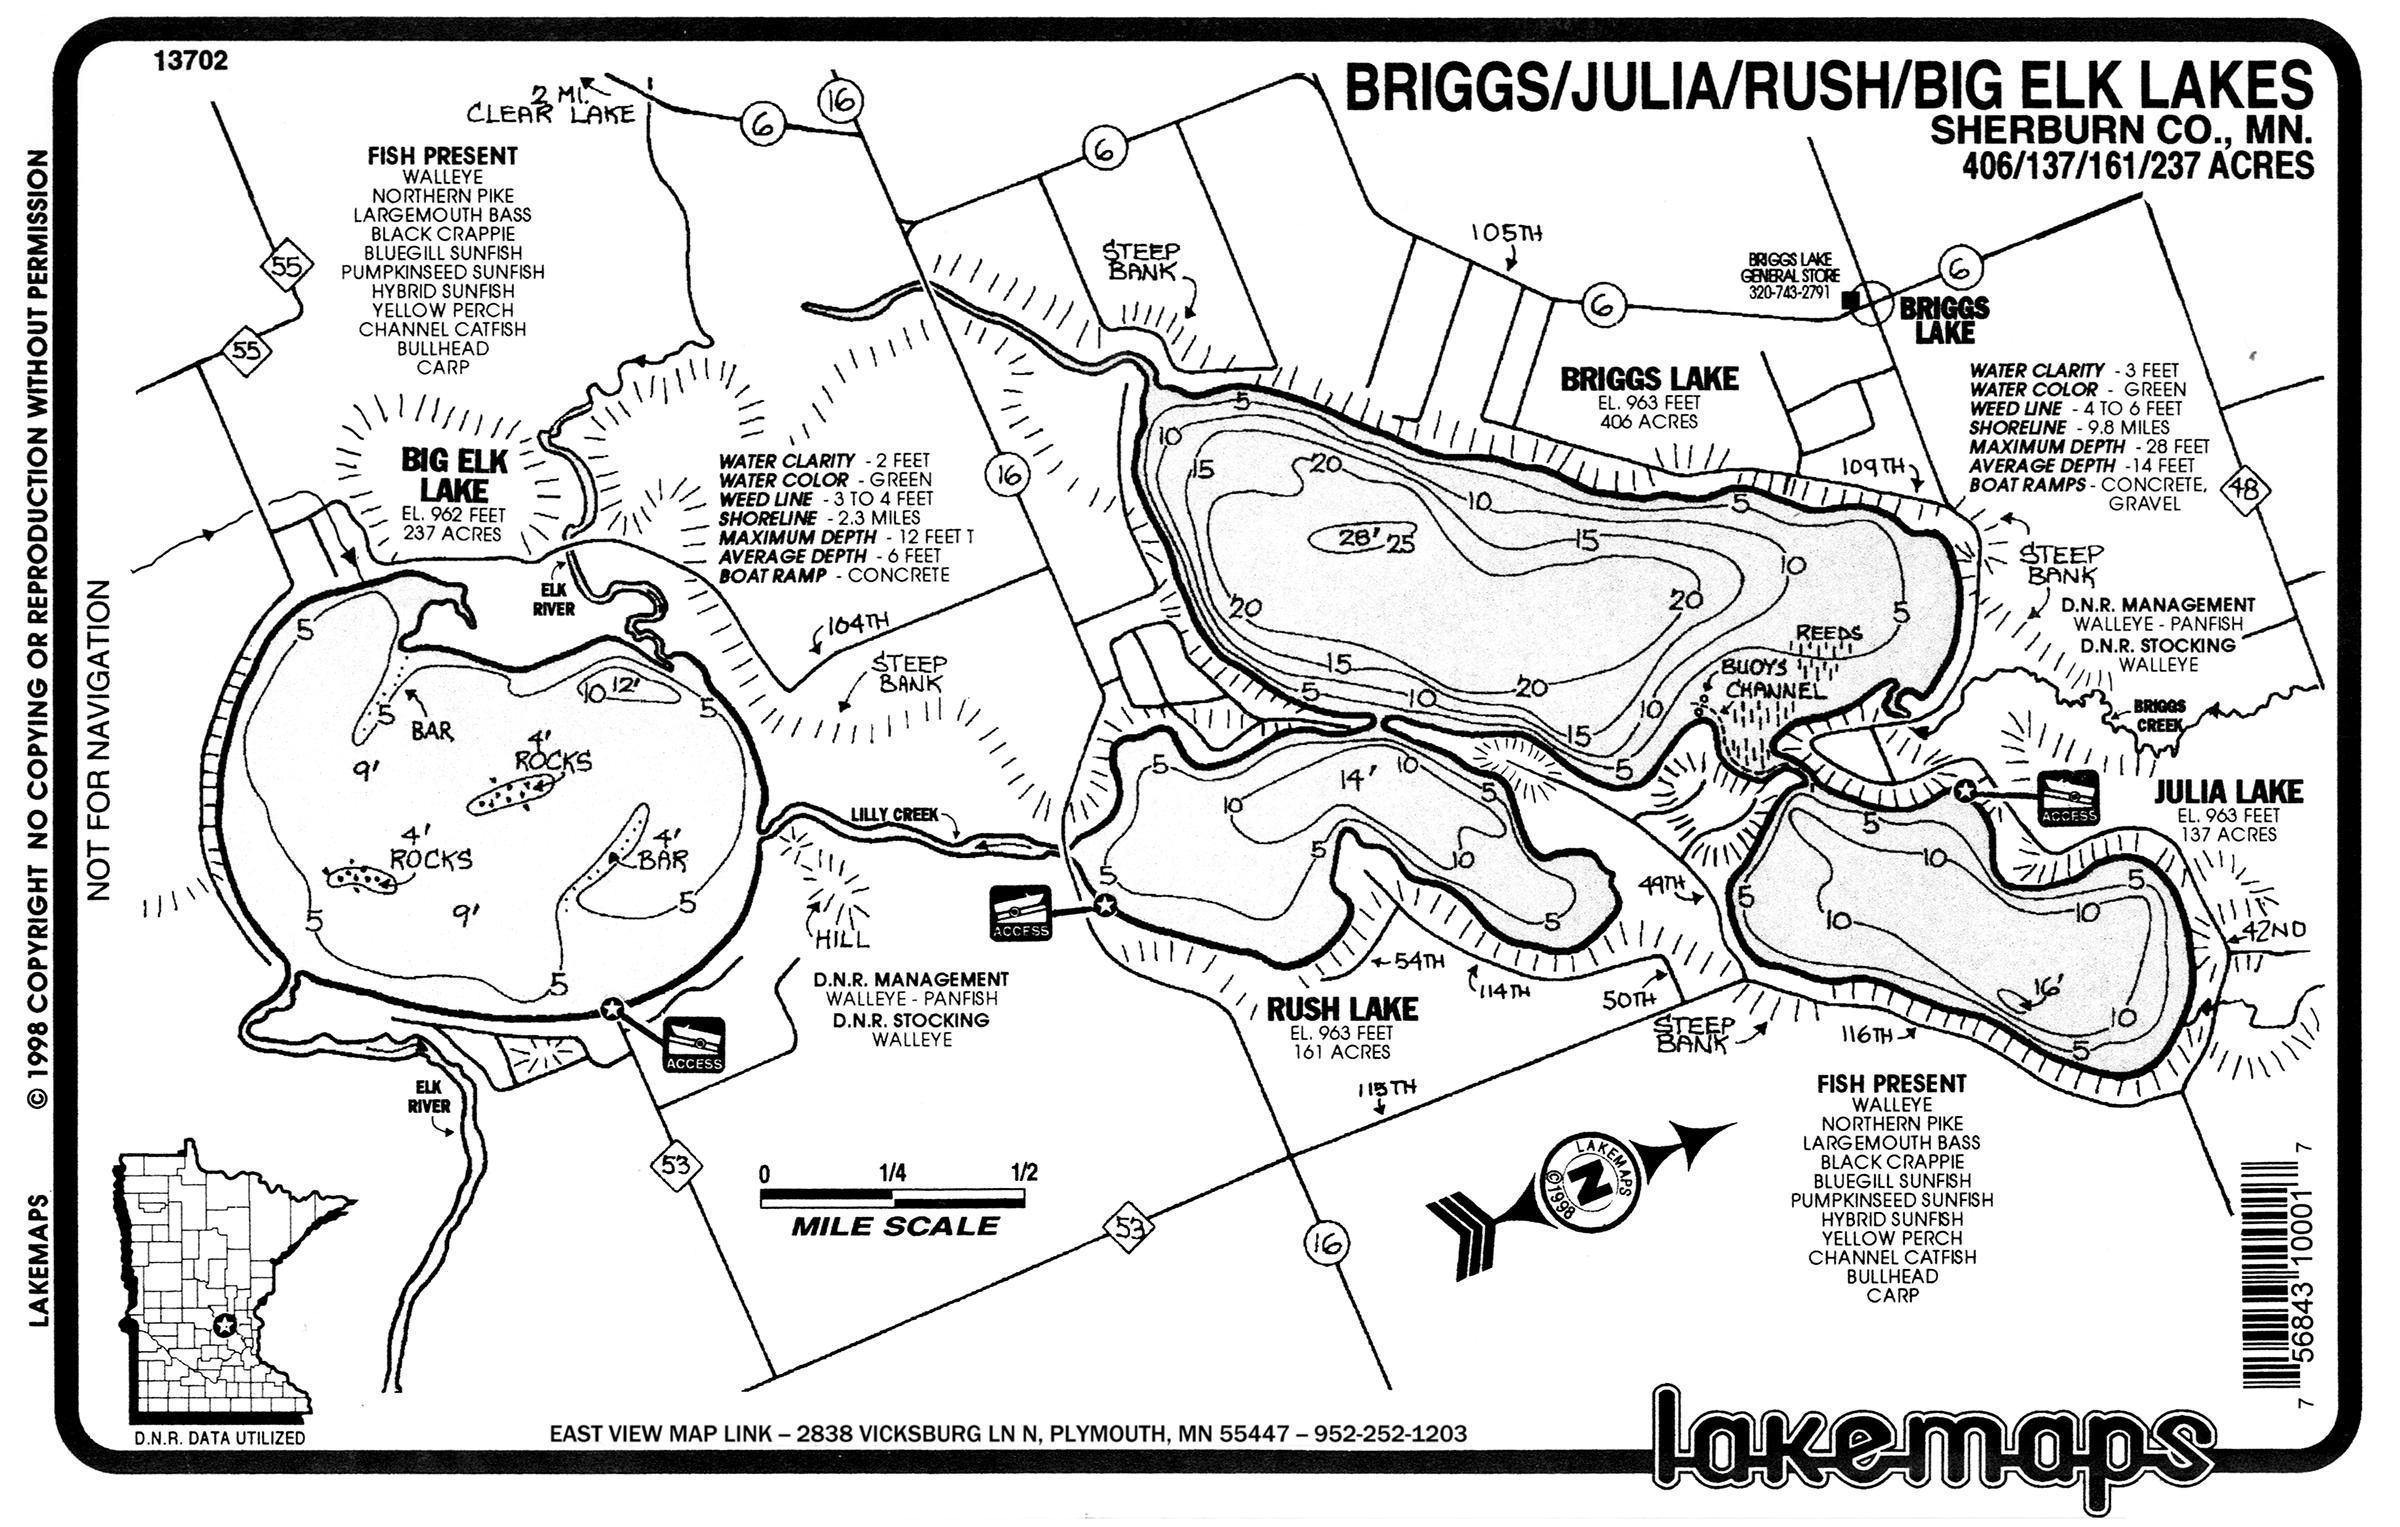 13702
BRIGGS/JULIA/RUSH/BIG ELK LAKES
SHERBURN CO., MN.
406/137/161/237 ACRES
© 1998 COPYRIGHT NO COPYING OR REPRODUCTION WITHOUT PERMISSION
LAKEMAPS
NOT FOR NAVIGATION
2 MI.
CLEAR LAKE
6
16
6
FISH PRESENT
WALLEYE
NORTHERN PIKE
LARGEMOUTH BASS
BLACK CRAPPIE
BLUEGILL SUNFISH
PUMPKINSEED SUNFISH
HYBRID SUNFISH
YELLOW PERCH
CHANNEL CATFISH
BULLHEAD
CARP
55
55
STEEP
BANK
105TH
6
BRIGGS LAKE
GENERAL STORE
320-743-2791
6
BRIGGS
LAKE
BRIGGS LAKE
EL. 963 FEET
406 ACRES
WATER CLARITY - 3 FEET
WATER COLOR - GREEN
WEED LINE - 4 TO 6 FEET
SHORELINE - 9.8 MILES
MAXIMUM DEPTH - 28 FEET
AVERAGE DEPTH -14 FEET
BOAT RAMPS - CONCRETE,
GRAVEL
109TH
48
STEEP
BANK
D.N.R. MANAGEMENT
WALLEYE - PANFISH
D.N.R. STOCKING
WALLEYE
BIG ELK
LAKE
EL. 962 FEET
237 ACRES
WATER CLARITY - 2 FEET
WATER COLOR - GREEN
WEED LINE - 3 TO 4 FEET
SHORELINE - 2.3 MILES
MAXIMUM DEPTH - 12 FEET T
AVERAGE DEPTH - 6 FEET
BOAT RAMP - CONCRETE
16
ELK
RIVER
104TH
STEEP
BANK
5
10
15
20
10
5
28' 25
15
10
20
20
5
15
5
10
20
15
10
5
REEDS
BUOYS
CHANNEL
BRIGGS
CREEK
5
5
BAR
10 12'
5
9'
4'
ROCKS
4'
ROCKS
4'
BAR
5
5
9'
5
LILLY CREEK
HILL
ACCESS
ACCESS
5
14'
10
10
5
5
10
5
5
ACCESS
JULIA LAKE
EL. 963 FEET
137 ACRES
5
10
5
5
10
10
16'
10
5
49TH
42ND
54TH
114TH
50TH
STEEP
BANK
116TH
RUSH LAKE
EL. 963 FEET
161 ACRES
115TH
D.N.R. MANAGEMENT
WALLEYE - PANFISH
D.N.R. STOCKING
WALLEYE
ELK
RIVER
53
53
16
0 1/4 1/2
MILE SCALE
LAKEMAPS
N
©1998
FISH PRESENT
WALLEYE
NORTHERN PIKE
LARGEMOUTH BASS
BLACK CRAPPIE
BLUEGILL SUNFISH
PUMPKINSEED SUNFISH
HYBRID SUNFISH
YELLOW PERCH
CHANNEL CATFISH
BULLHEAD
CARP
7 56843 10001 7
D.N.R. DATA UTILIZED
EAST VIEW MAP LINK – 2838 VICKSBURG LN N, PLYMOUTH, MN 55447 – 952-252-1203
lakemaps